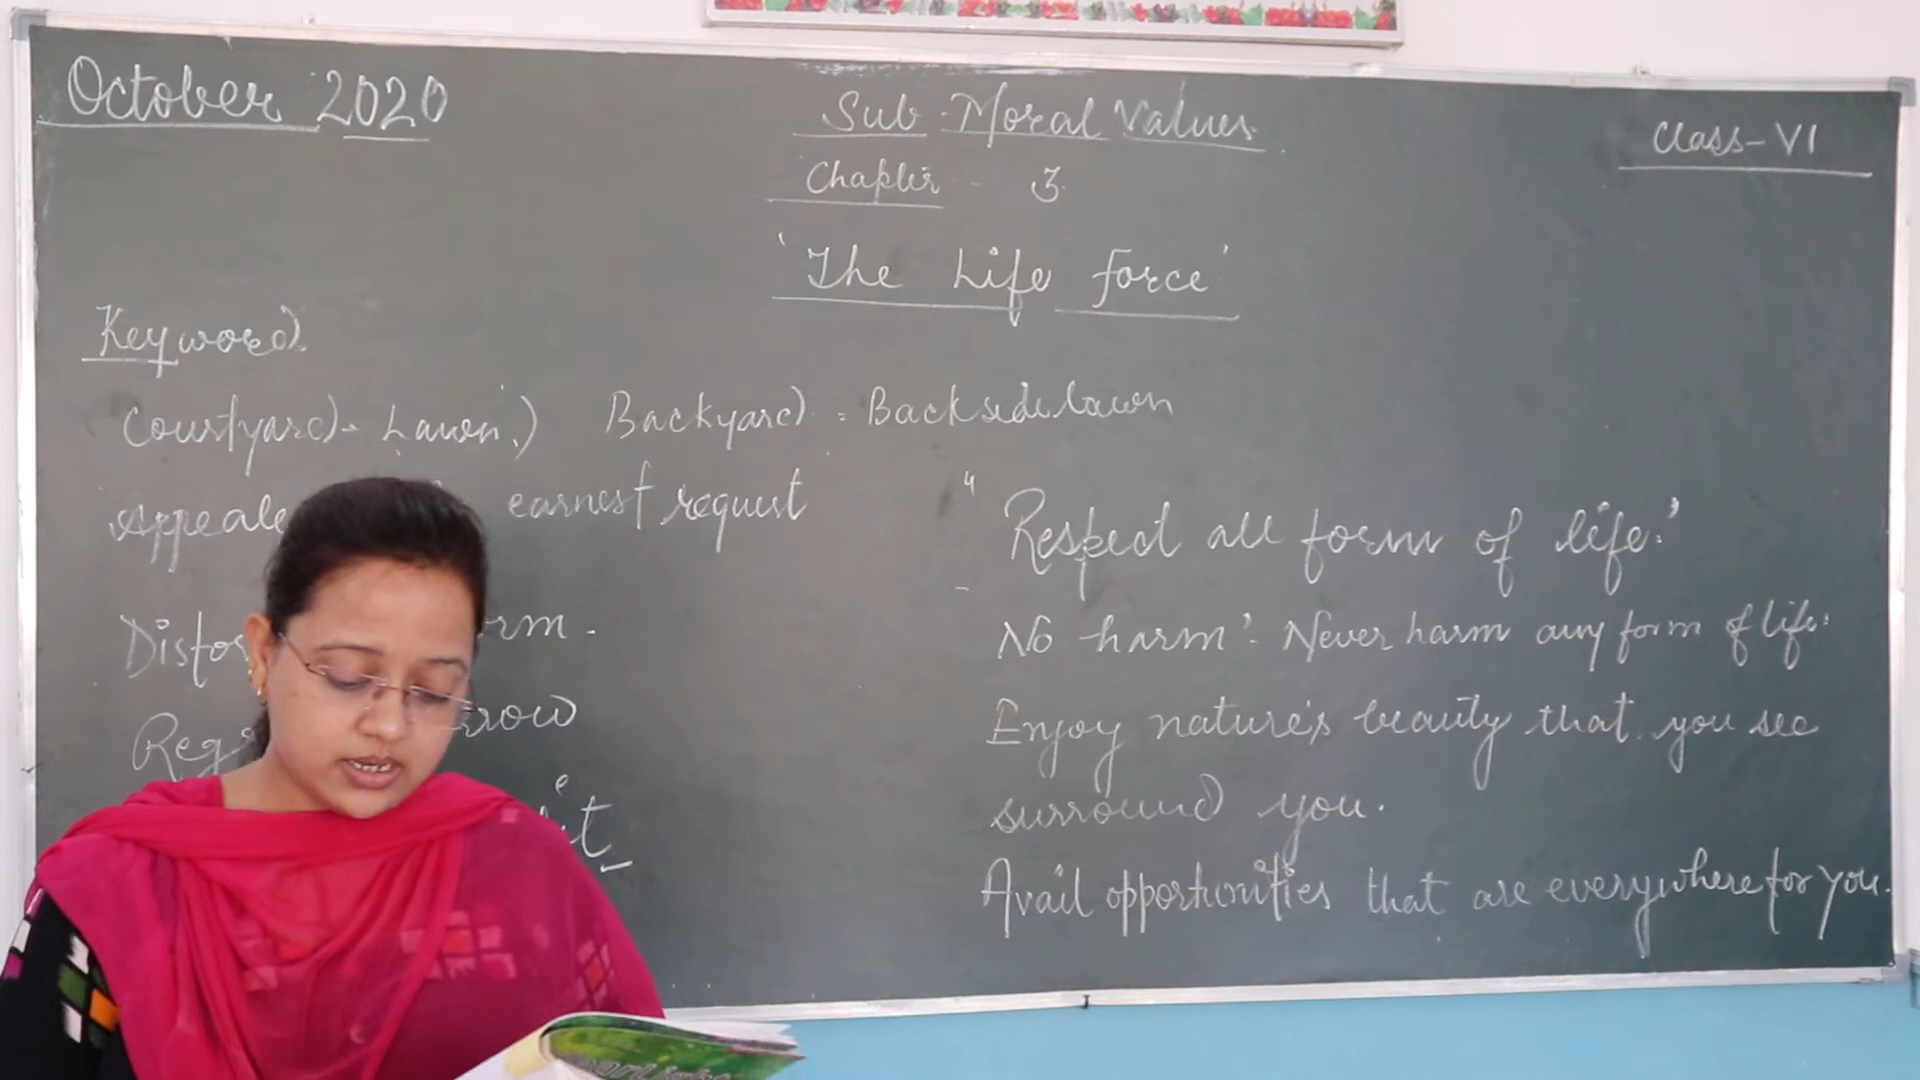 October 2020
Sub-Moral Values
Class-VI
Chapter - 3
'The Life force'
Keyword
Courtyard - Lawn.) Backyard = Backside lawn
earnest request
"Respect all form of life."
No harm'- Never harm any form of life.
Enjoy nature's beauty that you see
surround you.
Avail opportunities that are everywhere for you.